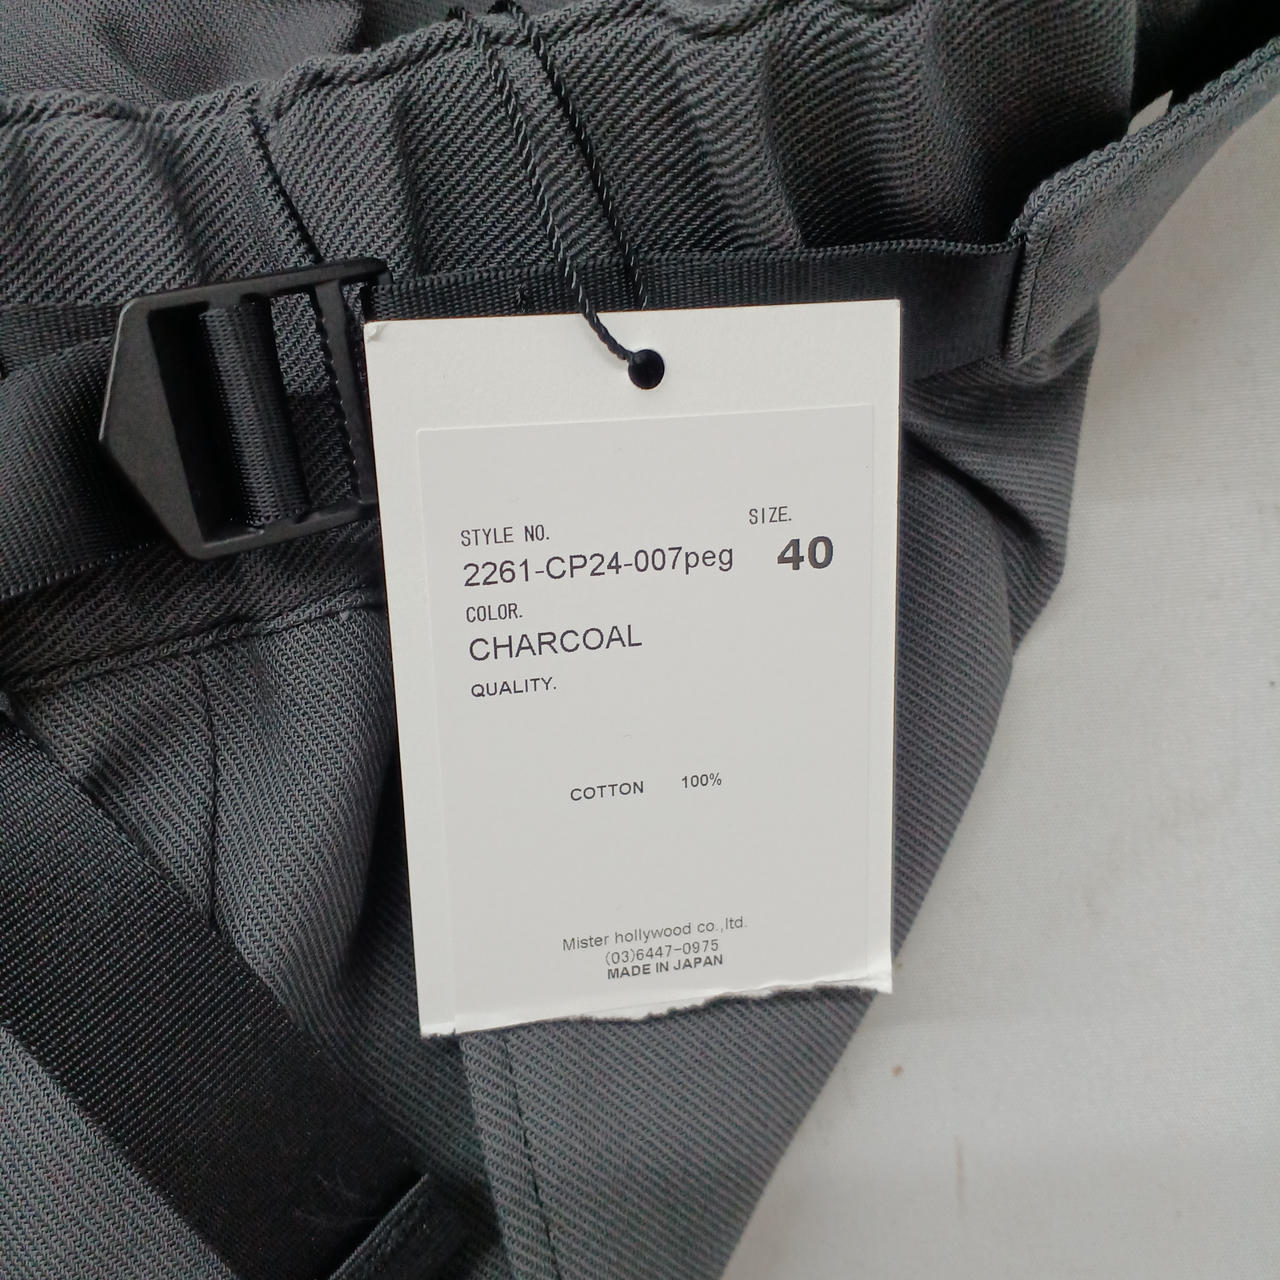 STYLE NO.
SIZE.
2261-CP24-007peg
40
COLOR.
CHARCOAL
QUALITY.
COTTON 100%
Mister hollywood co.,ltd.
(03)6447-0975
MADE IN JAPAN